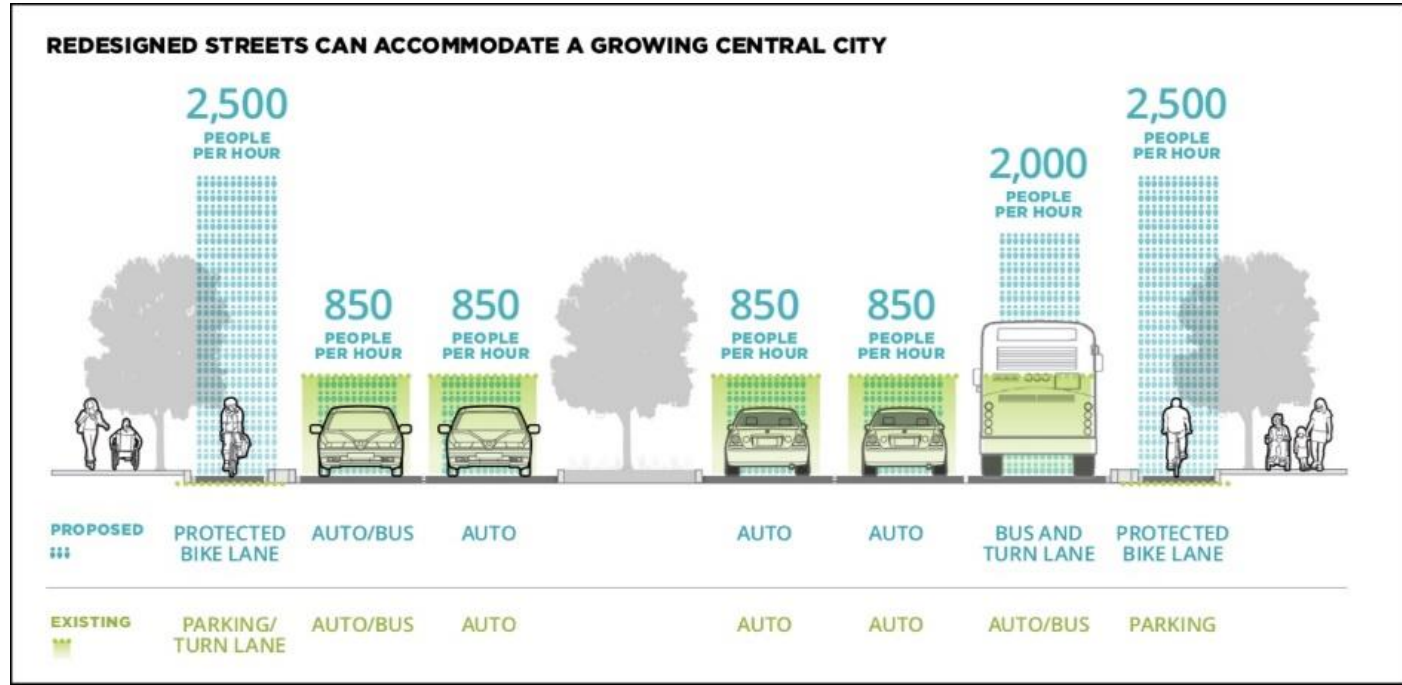 REDESIGNED STREETS CAN ACCOMMODATE A GROWING CENTRAL CITY
2,500
PEOPLE
PER HOUR
850
PEOPLE
PER HOUR
850
PEOPLE
PER HOUR
850
PEOPLE
PER HOUR
850
PEOPLE
PER HOUR
2,000
PEOPLE
PER HOUR
2,500
PEOPLE
PER HOUR
PROPOSED
PROTECTED
BIKE LANE
AUTO/BUS
AUTO
AUTO
AUTO
BUS AND
TURN LANE
PROTECTED
BIKE LANE
EXISTING
PARKING/
TURN LANE
AUTO/BUS
AUTO
AUTO
AUTO
AUTO/BUS
PARKING